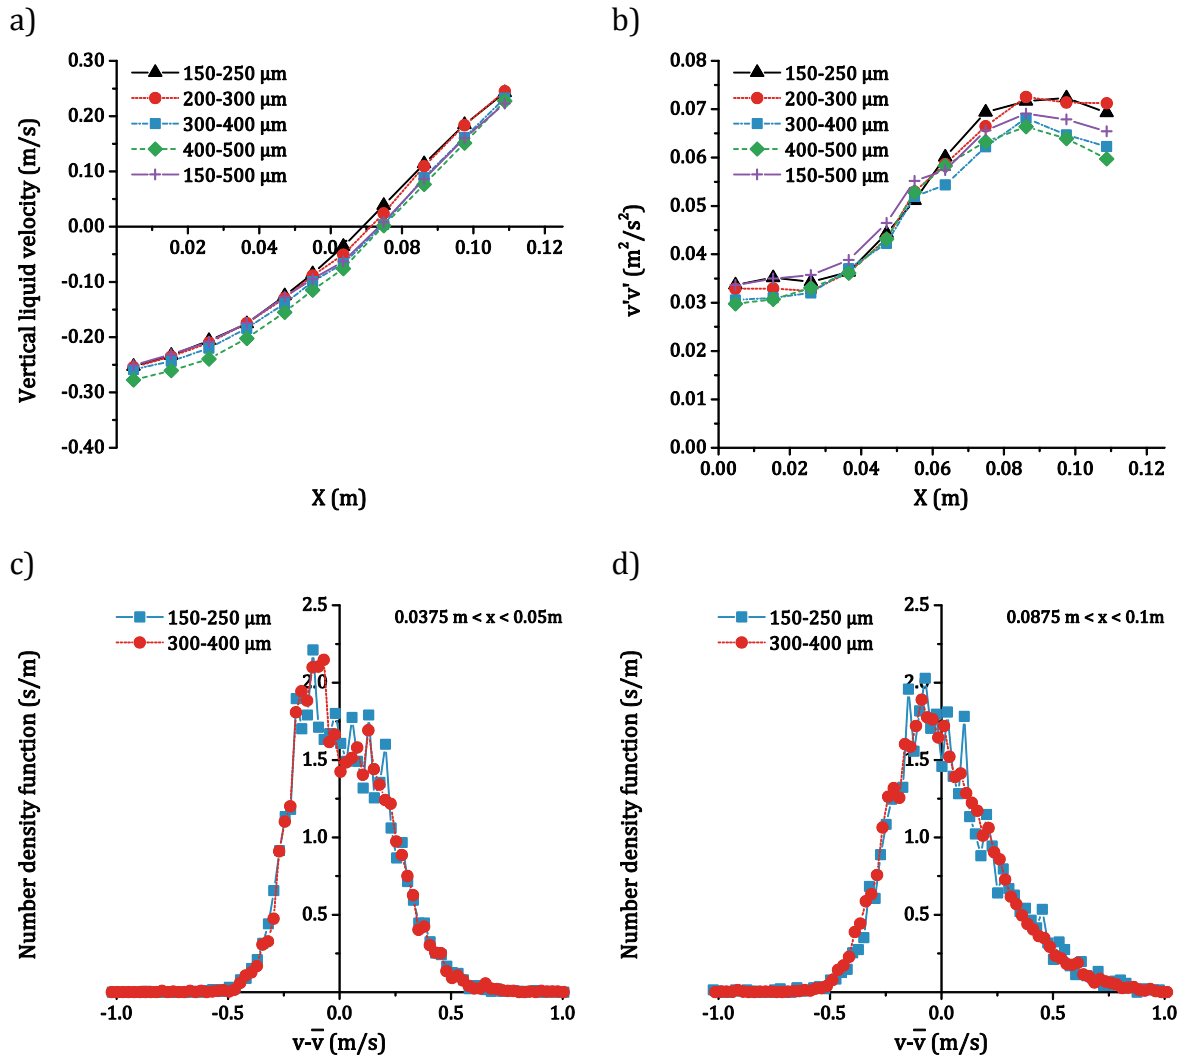 a)
0.30
0.20
0.10
0.00
-0.10
-0.20
-0.30
-0.40
Vertical liquid velocity (m/s)
150-250 µm
200-300 µm
300-400 µm
400-500 µm
150-500 µm
0.02 0.04 0.06 0.08 0.10 0.12
X (m)
b)
0.08
0.07
0.06
0.05
0.04
0.03
0.02
0.01
0.00
v'v' (m²/s²)
150-250 µm
200-300 µm
300-400 µm
400-500 µm
150-500 µm
0.00 0.02 0.04 0.06 0.08 0.10 0.12
X (m)
c)
150-250 µm
300-400 µm
0.0375 m < x < 0.05m
2.5
2.0
1.5
1.0
0.5
Number density function (s/m)
-1.0 -0.5 0.0 0.5 1.0
v-v̅ (m/s)
d)
150-250 µm
300-400 µm
0.0875 m < x < 0.1m
2.5
2.0
1.5
1.0
0.5
Number density function (s/m)
-1.0 -0.5 0.0 0.5 1.0
v-v̅ (m/s)